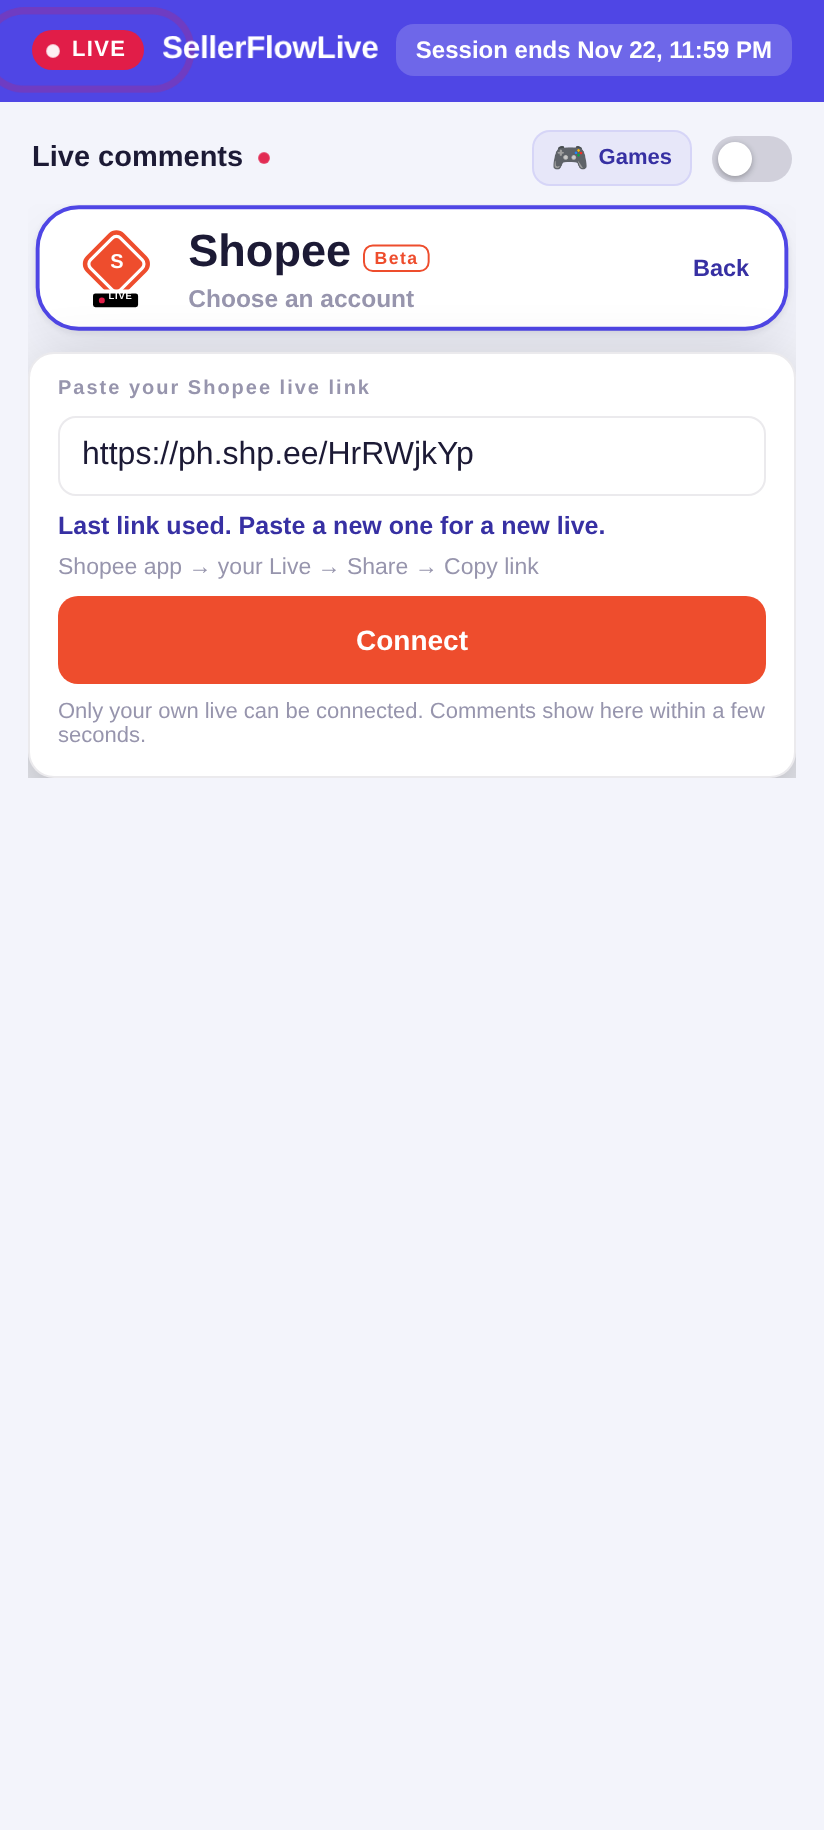 LIVE
SellerFlowLive
Session ends Nov 22, 11:59 PM
Live comments
Games
S
LIVE
Shopee
Beta
Choose an account
Back
Paste your Shopee live link
https://ph.shp.ee/HrRWjkYp
Last link used. Paste a new one for a new live.
Shopee app → your Live → Share → Copy link
Connect
Only your own live can be connected. Comments show here within a few
seconds.